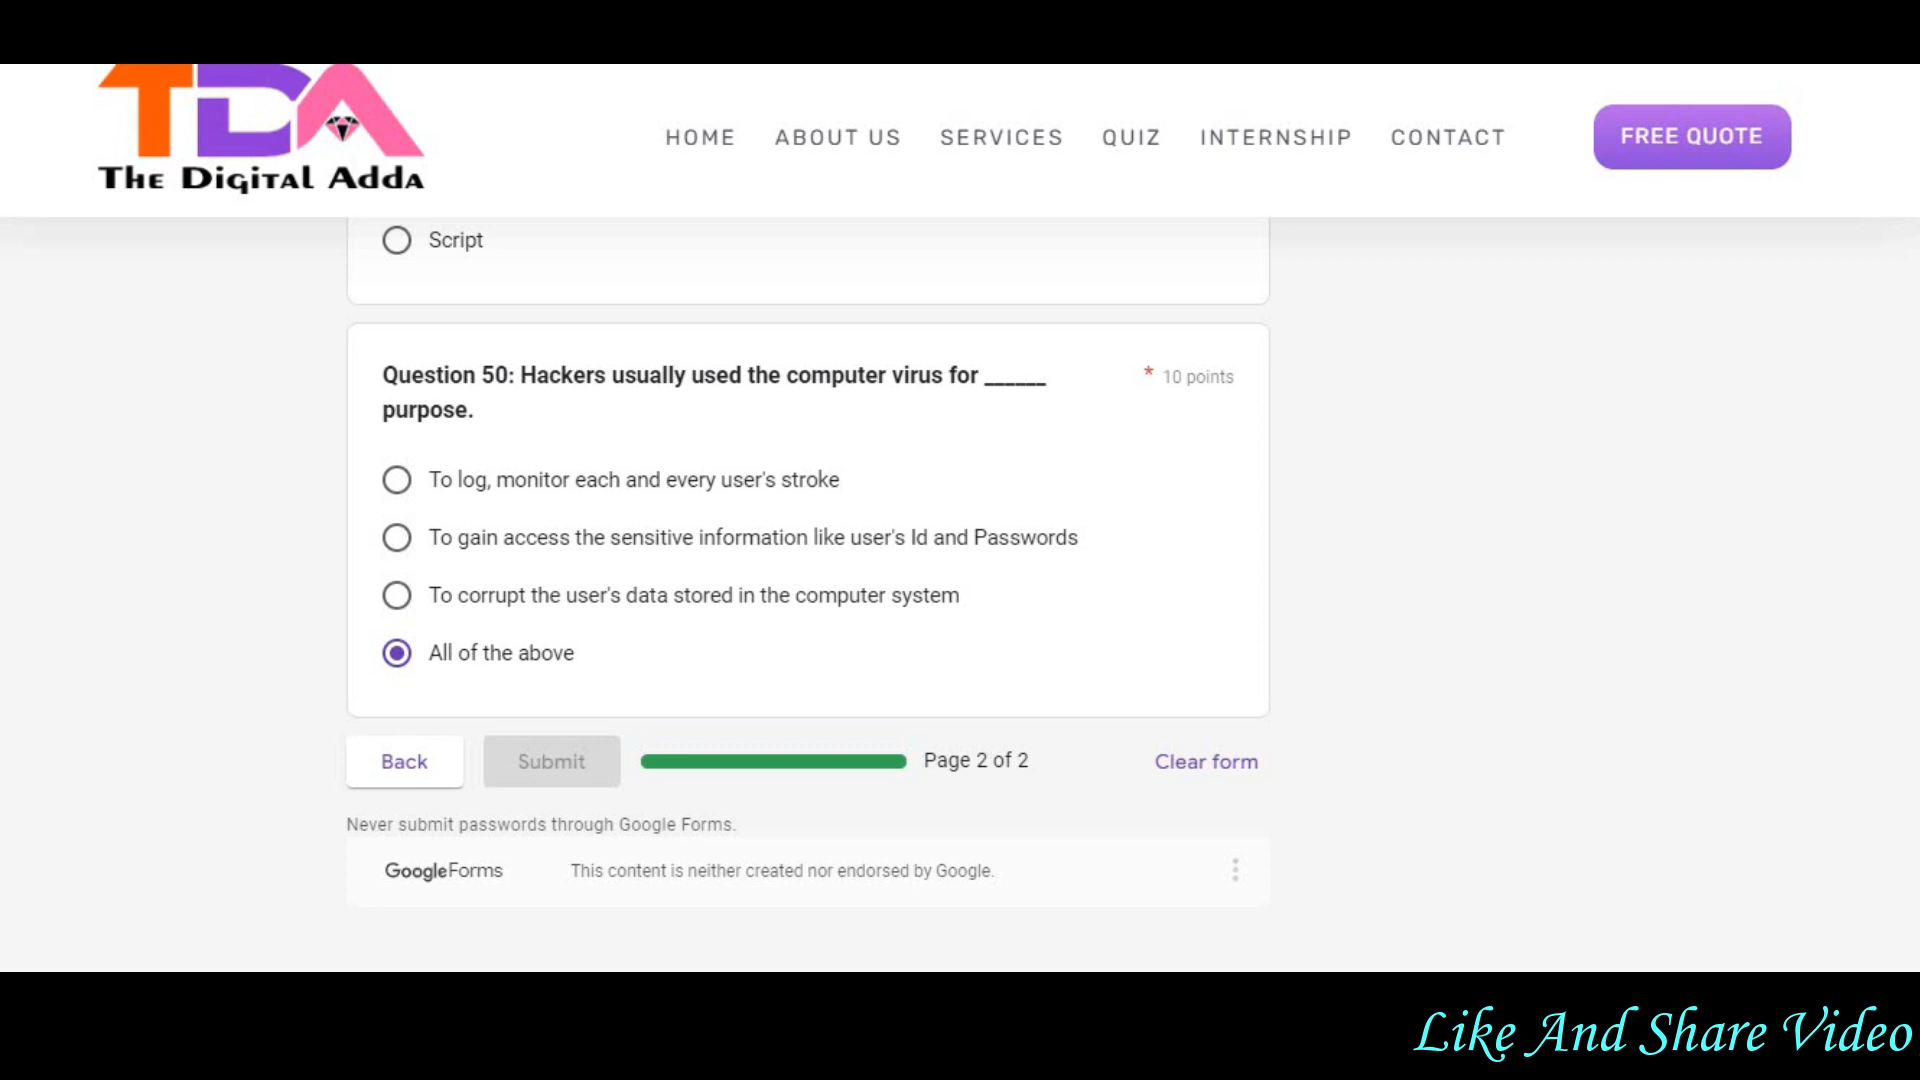 TDA
The Digital Adda
HOME ABOUT US SERVICES QUIZ INTERNSHIP CONTACT FREE QUOTE
Script
Question 50: Hackers usually used the computer virus for ______ * 10 points
purpose.
To log, monitor each and every user's stroke
To gain access the sensitive information like user's Id and Passwords
To corrupt the user's data stored in the computer system
All of the above
Back Submit Page 2 of 2 Clear form
Never submit passwords through Google Forms.
Google Forms This content is neither created nor endorsed by Google.
Like And Share Video